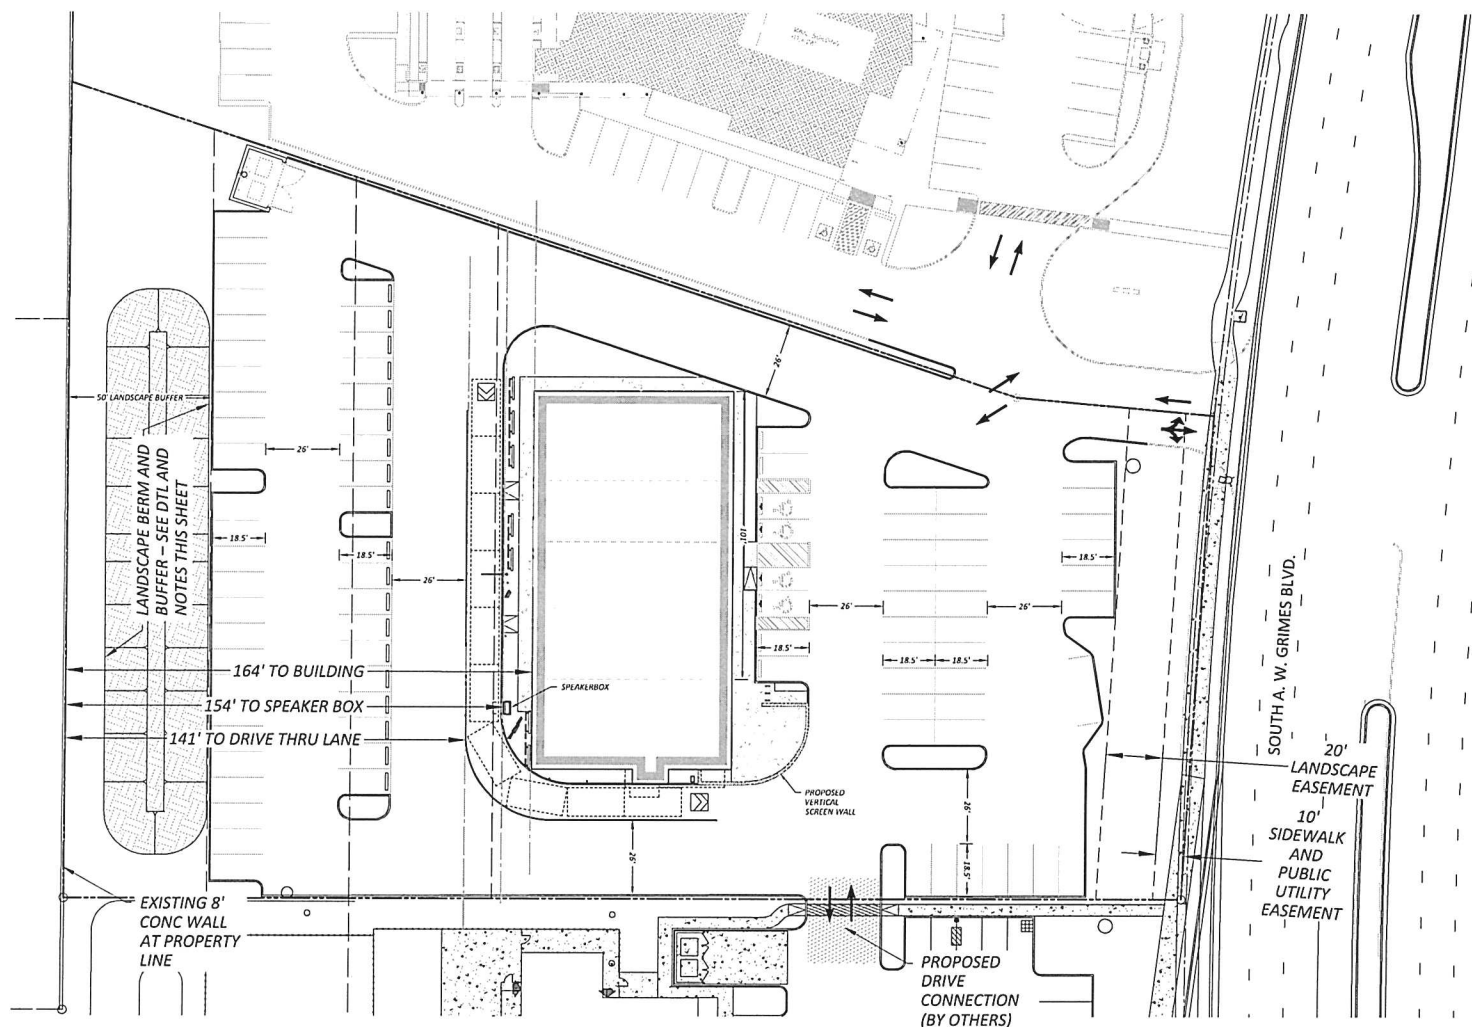 26'
50' LANDSCAPE BUFFER
LANDSCAPE BERM AND
BUFFER – SEE DTL AND
NOTES THIS SHEET
26'
18.5'
18.5'
26'
101'
18.5'
26'
26'
18.5'
18.5'
18.5'
164' TO BUILDING
SPEAKERBOX
154' TO SPEAKER BOX
141' TO DRIVE THRU LANE
PROPOSED
VERTICAL
SCREEN WALL
26'
26'
18.5'
SOUTH A. W. GRIMES BLVD.
20'
LANDSCAPE
EASEMENT
10'
SIDEWALK
AND
PUBLIC
UTILITY
EASEMENT
EXISTING 8'
CONC WALL
AT PROPERTY
LINE
PROPOSED
DRIVE
CONNECTION
(BY OTHERS)